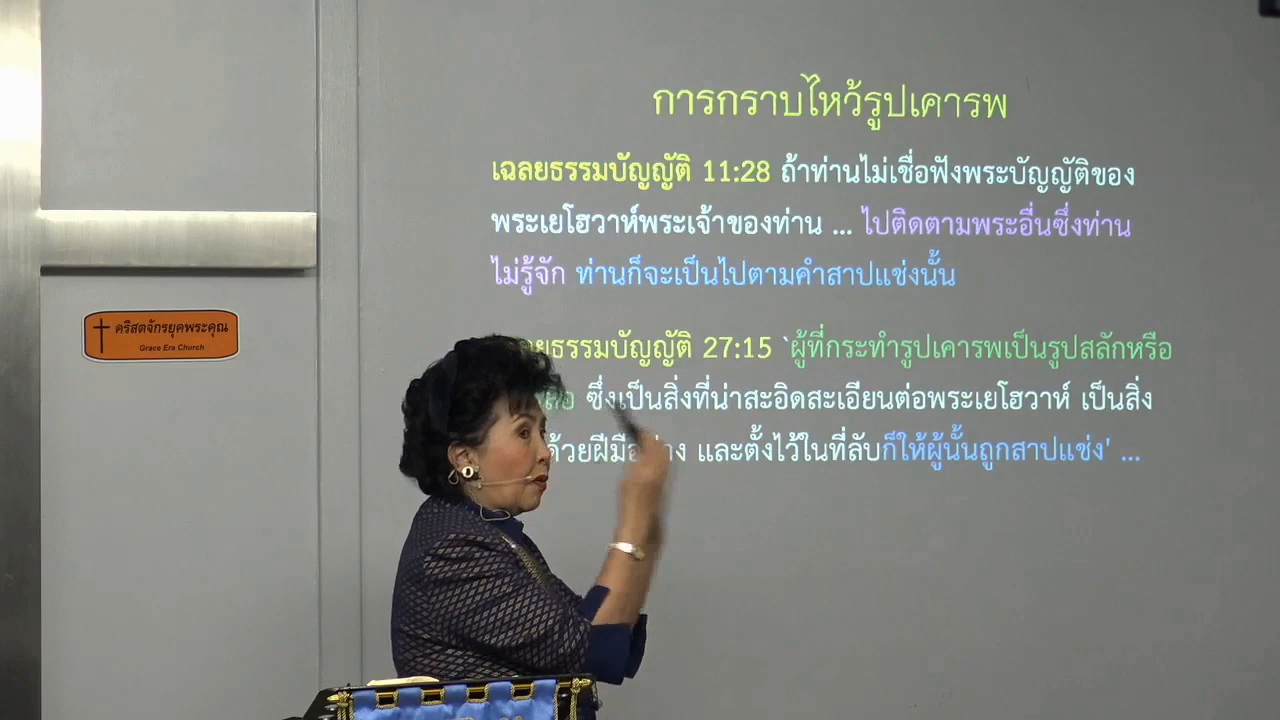 การกราบไหว้รูปเคารพ
เฉลยธรรมบัญญัติ 11:28 ถ้าท่านไม่เชื่อฟังพระบัญญัติของ
พระเยโฮวาห์พระเจ้าของท่าน ... ไปติดตามพระอื่นซึ่งท่าน
ไม่รู้จัก ท่านก็จะเป็นไปตามคำสาปแช่งนั้น
คริสตจักรยุคพระคุณ
Grace Era Church
ลยธรรมบัญญัติ 27:15 `ผู้ที่กระทำรูปเคารพเป็นรูปสลักหรือ
ซึ่งเป็นสิ่งที่น่าสะอิดสะเอียนต่อพระเยโฮวาห์ เป็นสิ่ง
ด้วยฝีมือ และตั้งไว้ในที่ลับก็ให้ผู้นั้นถูกสาปแช่ง' ...